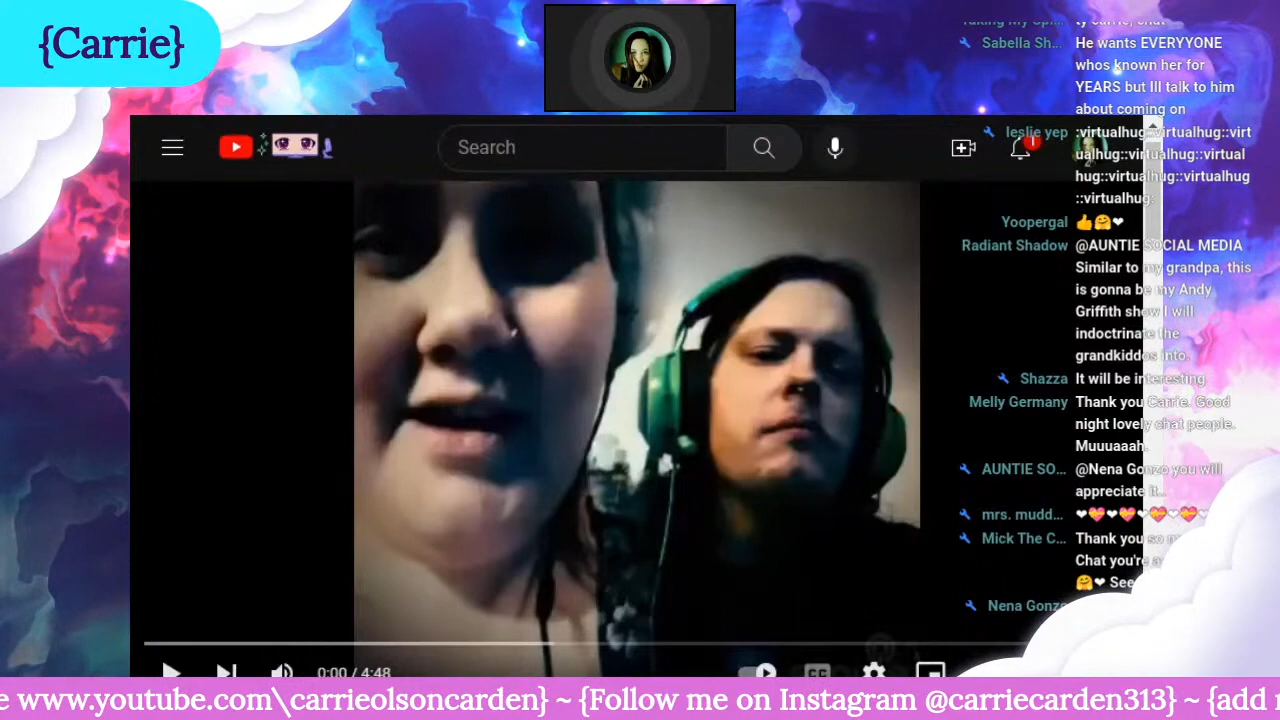 {Carrie}
Search
1
Sabella Sh... He wants EVERYYONE
whos known her for
YEARS but Ill talk to him
about coming on
leslie yep :virtualhug::virtualhug::virt
ualhug::virtualhug::virtual
hug::virtualhug::virtualhug
::virtualhug:
Yoopergal 👍🤗❤
Radiant Shadow @AUNTIE SOCIAL MEDIA
Similar to my grandpa, this
is gonna be my Andy
Griffith show I will
indoctrinate the
grandkiddos into.
Shazza It will be interesting
Melly Germany Thank you Carrie. Good
night lovely chat people.
Muuuaaah.
AUNTIE SO... @Nena Gonzo you will
appreciate it..
mrs. mudd... ❤💝❤💝❤💝❤💝
Mick The C... Thank you so
Chat you're
🤗❤ See
Nena Gonzo
0:00 / 4:48
CC
www.youtube.com\carrieolsoncarden} ~ {Follow me on Instagram @carriecarden313} ~ {add